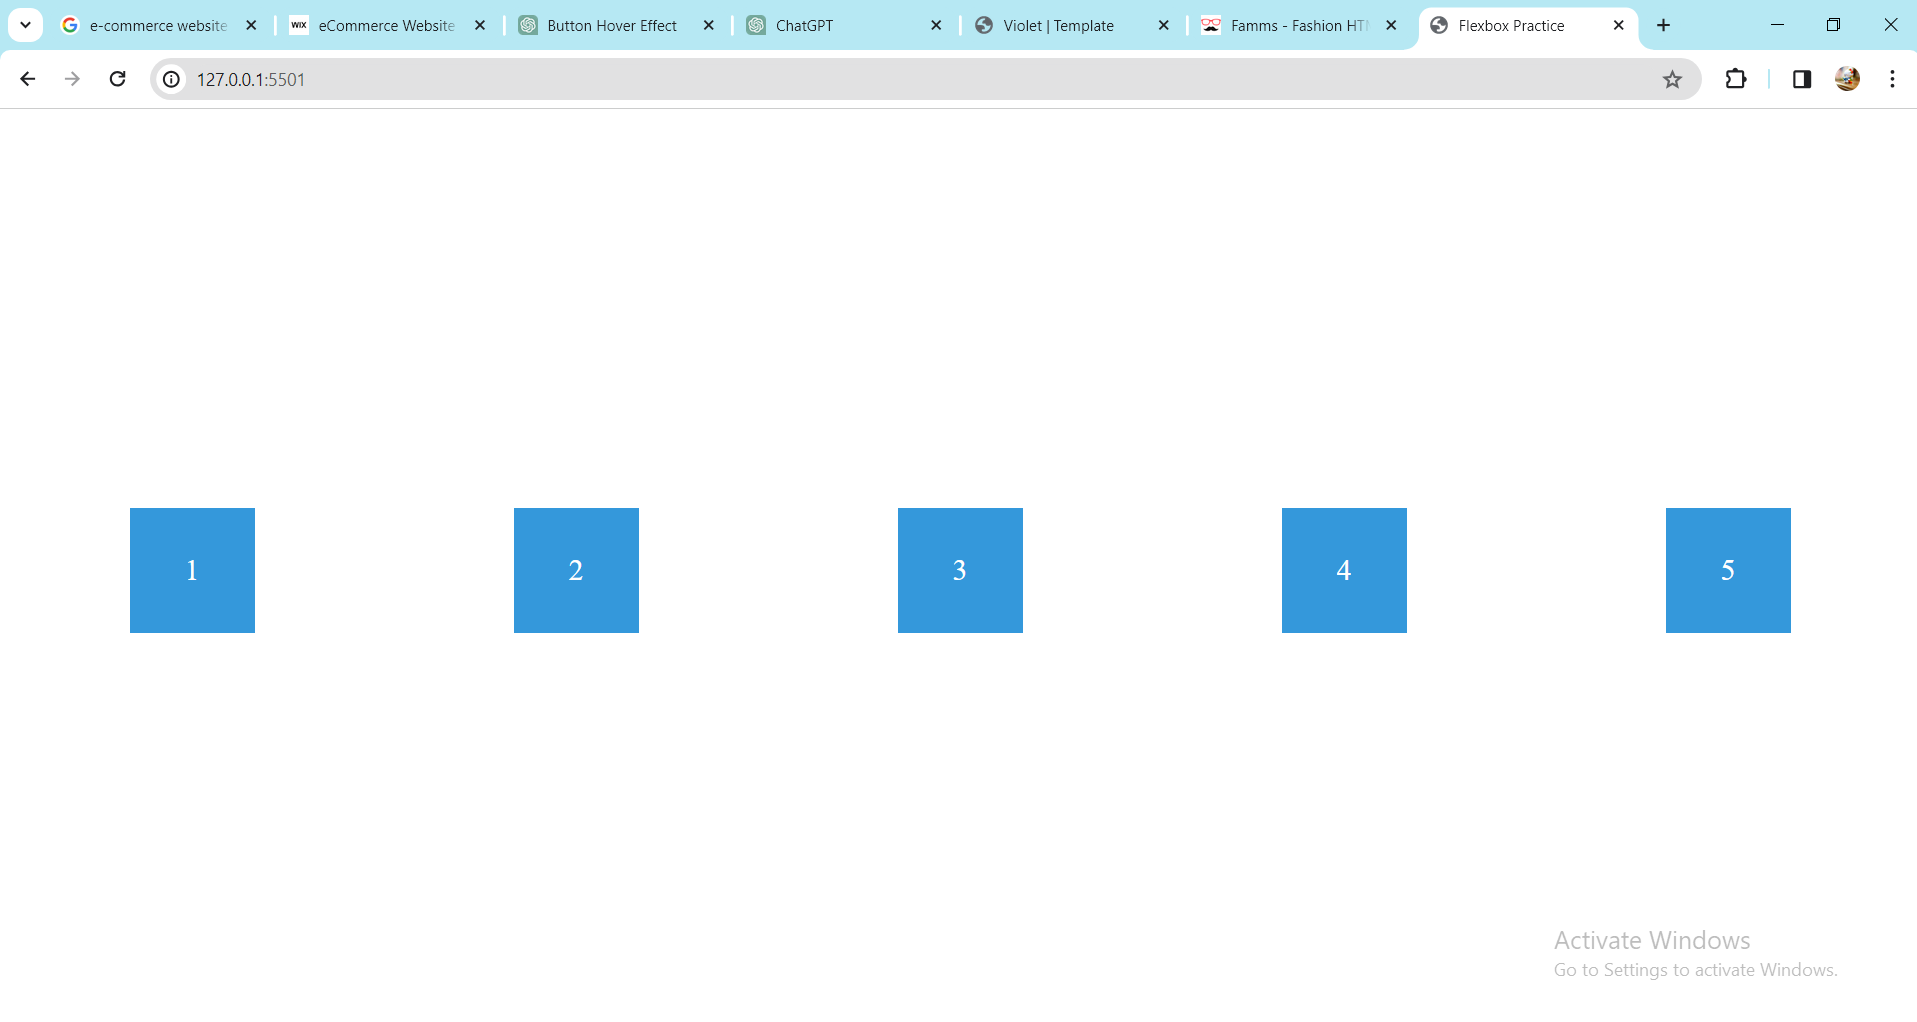 e-commerce website
WIX eCommerce Website
Button Hover Effect
ChatGPT
Violet | Template
Famms - Fashion HT
Flexbox Practice
127.0.0.1:5501
1 2 3 4 5
Activate Windows
Go to Settings to activate Windows.